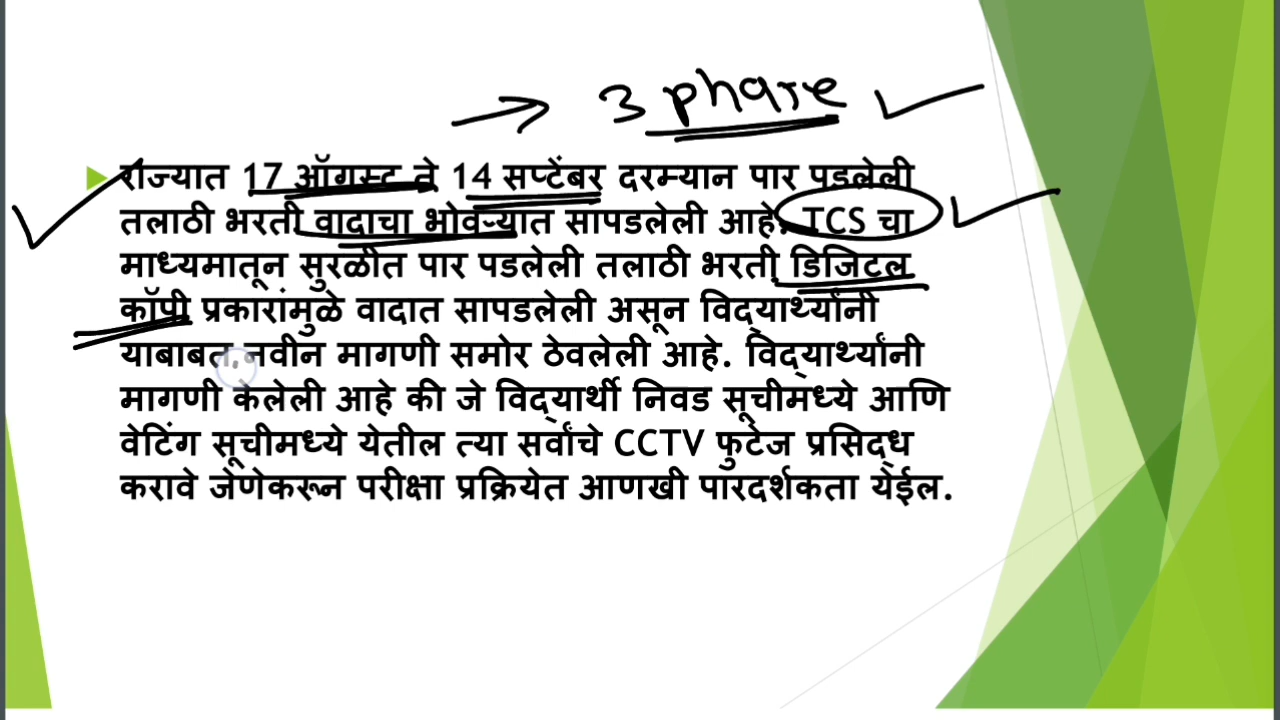 → 3 phase
राज्यात 17 ऑगस्ट ते 14 सप्टेंबर दरम्यान पार पडलेली
तलाठी भरती वादाचा भोवऱ्यात सापडलेली आहे. TCS चा
माध्यमातून सुरळीत पार पडलेली तलाठी भरती डिजिटल
कॉपी प्रकारांमुळे वादात सापडलेली असून विद्यार्थ्यांनी
याबाबत नवीन मागणी समोर ठेवलेली आहे. विद्यार्थ्यांनी
मागणी केलेली आहे की जे विद्यार्थी निवड सूचीमध्ये आणि
वेटिंग सूचीमध्ये येतील त्या सर्वांचे CCTV फुटेज प्रसिद्ध
करावे जेणेकरून परीक्षा प्रक्रियेत आणखी पारदर्शकता येईल.